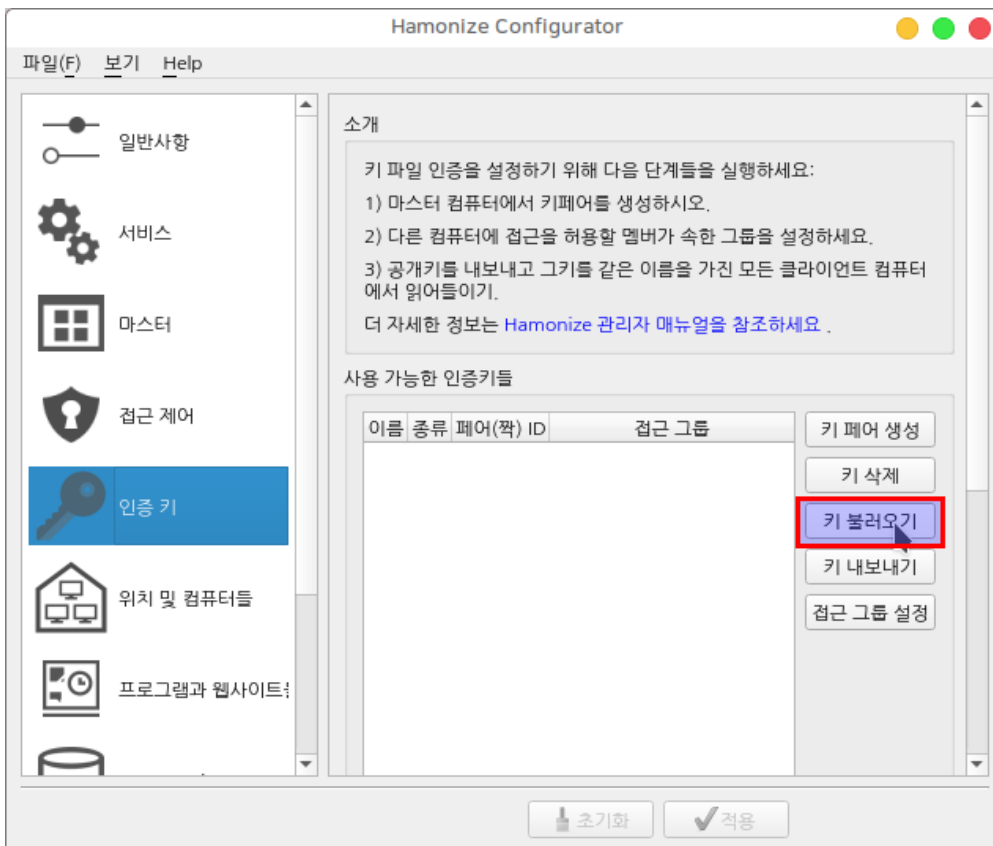 Hamonize Configurator
파일(F) 보기 Help
일반사항
서비스
마스터
접근 제어
인증 키
위치 및 컴퓨터들
프로그램과 웹사이트
소개
키 파일 인증을 설정하기 위해 다음 단계들을 실행하세요:
1) 마스터 컴퓨터에서 키페어를 생성하시오.
2) 다른 컴퓨터에 접근을 허용할 멤버가 속한 그룹을 설정하세요.
3) 공개키를 내보내고 그키를 같은 이름을 가진 모든 클라이언트 컴퓨터
에서 읽어들이기.
더 자세한 정보는 Hamonize 관리자 매뉴얼을 참조하세요 .
사용 가능한 인증키들
이름 종류 페어(짝) ID 접근 그룹
키 페어 생성
키 삭제
키 불러오기
키 내보내기
접근 그룹 설정
초기화 적용